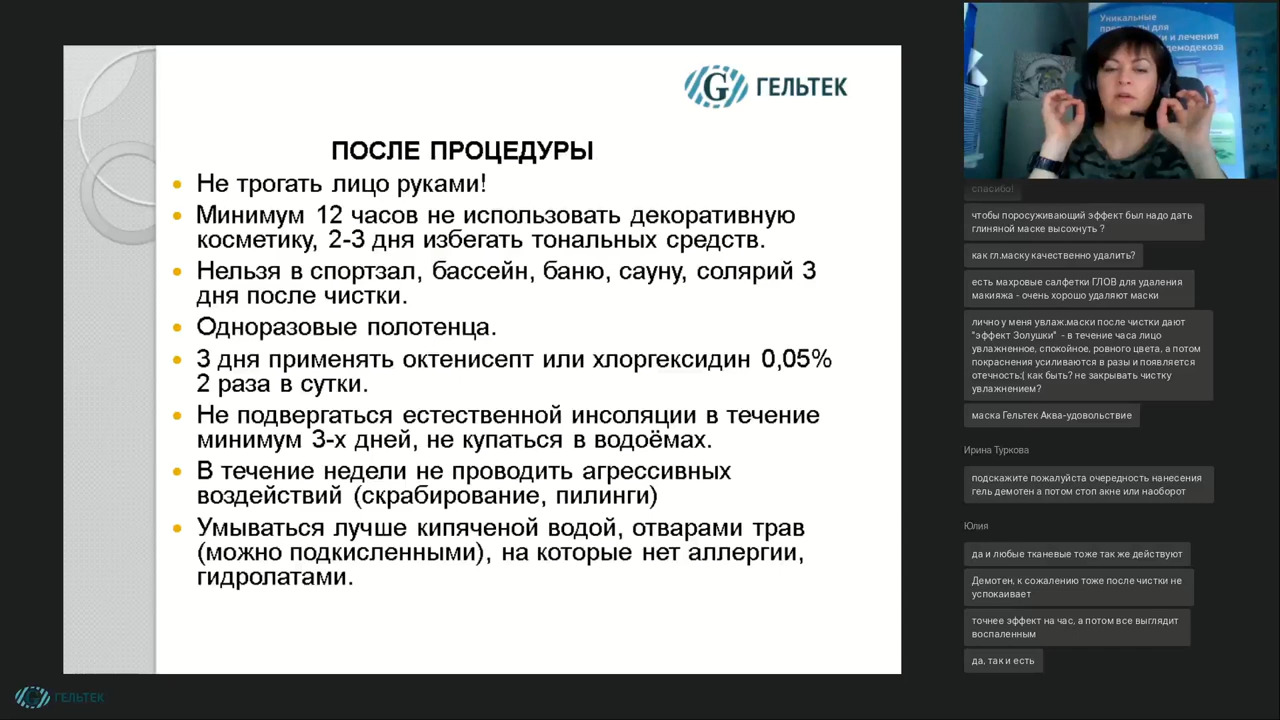 ГЕЛЬТЕК
ПОСЛЕ ПРОЦЕДУРЫ
Не трогать лицо руками!
Минимум 12 часов не использовать декоративную
косметику, 2-3 дня избегать тональных средств.
Нельзя в спортзал, бассейн, баню, сауну, солярий 3
дня после чистки.
Одноразовые полотенца.
3 дня применять октенисепт или хлоргексидин 0,05%
2 раза в сутки.
Не подвергаться естественной инсоляции в течение
минимум 3-х дней, не купаться в водоёмах.
В течение недели не проводить агрессивных
воздействий (скрабирование, пилинги)
Умываться лучше кипяченой водой, отварами трав
(можно подкисленными), на которые нет аллергии,
гидролатами.
ГЕЛЬТЕК
Уникальные
для
и лечения
демодекоза
спасибо!
чтобы поросуживающий эффект был надо дать
глиняной маске высохнуть ?
как гл.маску качественно удалить?
есть махровые салфетки ГЛОВ для удаления
макияжа - очень хорошо удаляют маски
лично у меня увлаж.маски после чистки дают
"эффект Золушки" - в течение часа лицо
увлажненное, спокойное, ровного цвета, а потом
покраснения усиливаются в разы и появляется
отечность:( как быть? не закрывать чистку
увлажнением?
маска Гельтек Аква-удовольствие
Ирина Туркова
подскажите пожалуйста очередность нанесения
гель демотен а потом стоп акне или наоборот
Юлия
да и любые тканевые тоже так же действуют
Демотен, к сожалению тоже после чистки не
успокаивает
точнее эффект на час, а потом все выглядит
воспаленным
да, так и есть